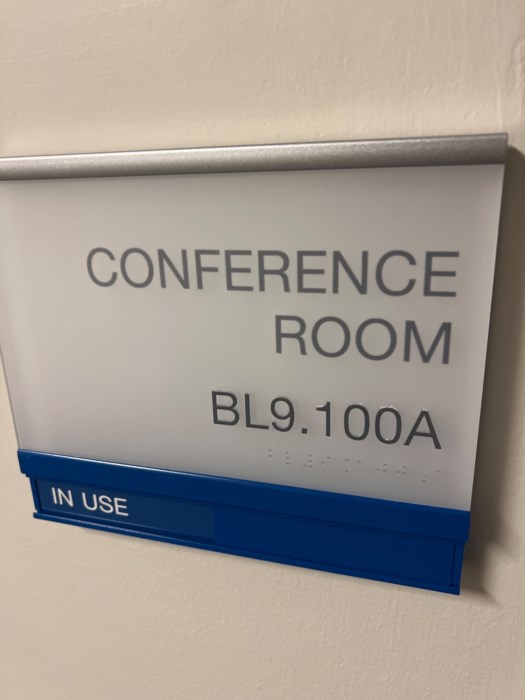 CONFERENCE
ROOM
BL9.100A
IN USE